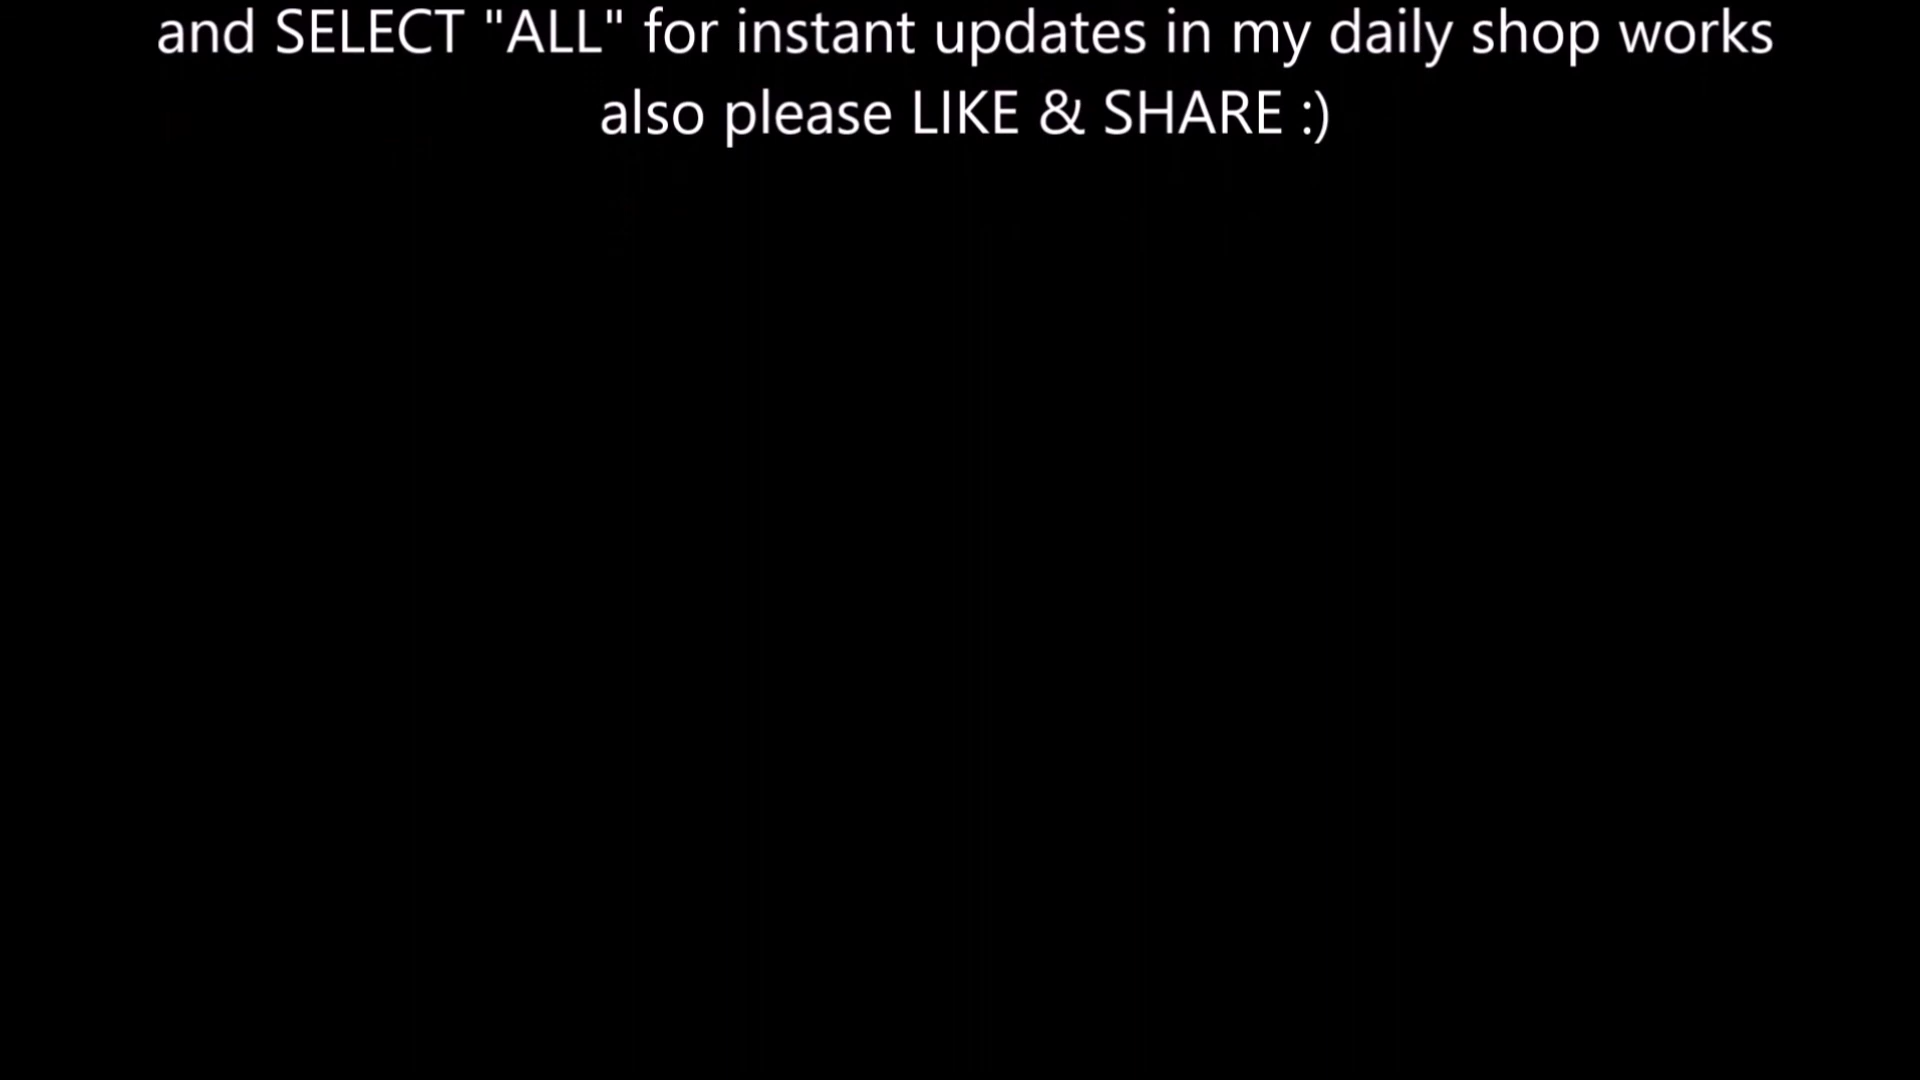 and SELECT "ALL" for instant updates in my daily shop works
also please LIKE & SHARE :)